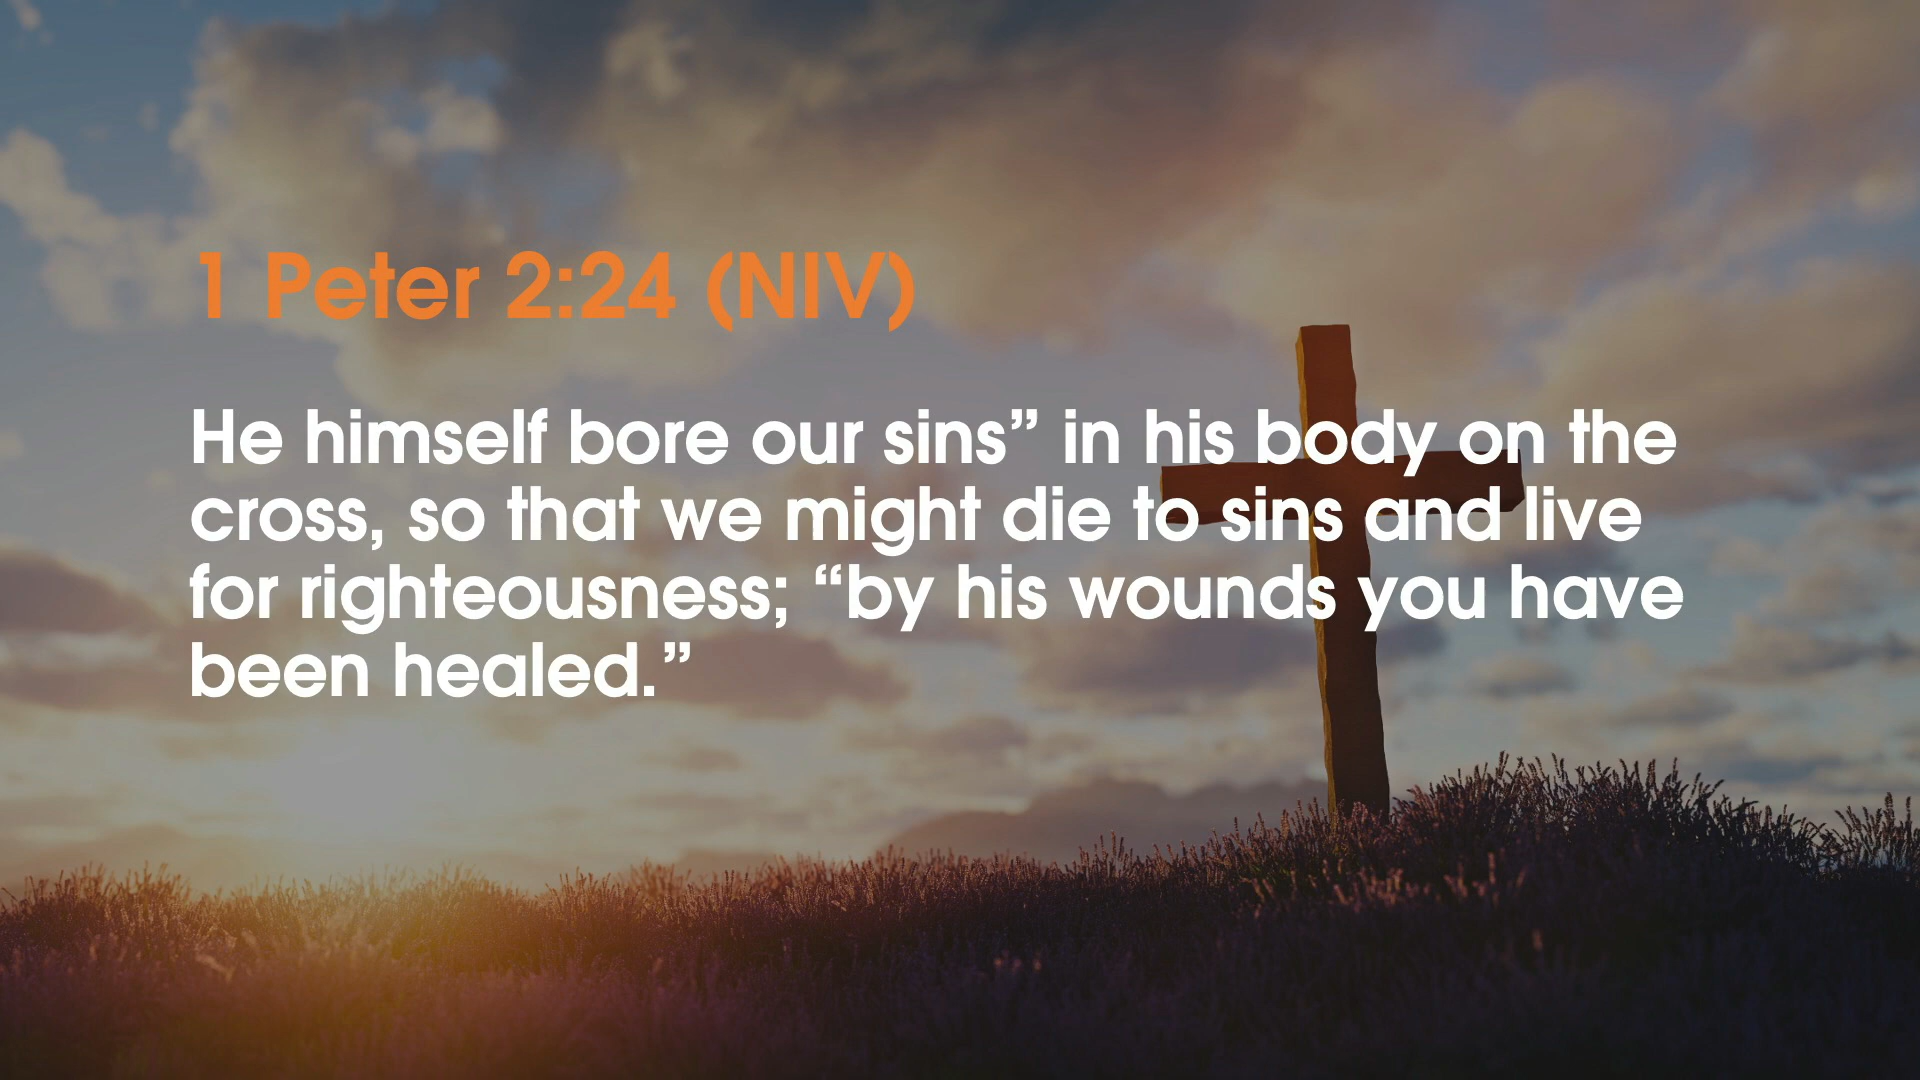 1 Peter 2:24 (NIV)
He himself bore our sins” in his body on the
cross, so that we might die to sins and live
for righteousness; “by his wounds you have
been healed.”